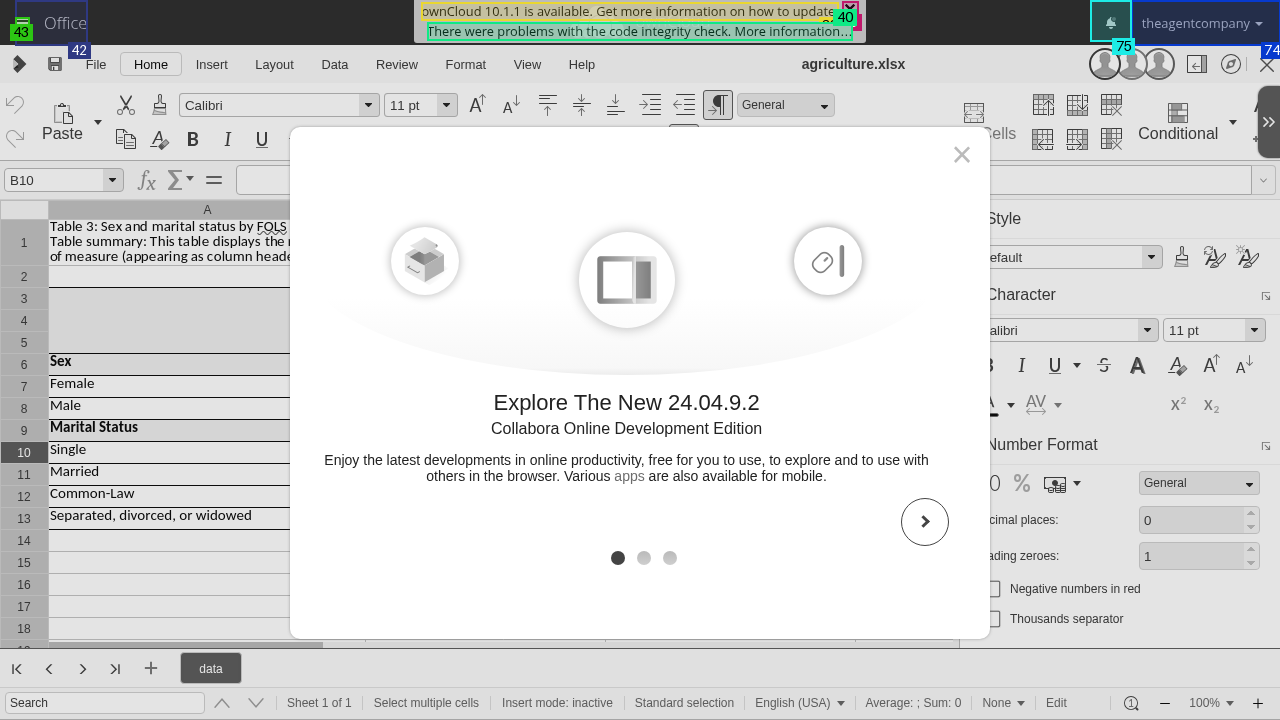 ownCloud 10.1.1 is available. Get more information on how to update
40
43
Office
There were problems with the code integrity check. More information…
theagentcompany
42
75
74
File
Home
Insert
Layout
Data
Review
Format
View
Help
agriculture.xlsx
Paste
Calibri
11 pt
General
B
I
U
Conditional
B10
A
1
Table 3: Sex and marital status by FOLS
Table summary: This table displays the
of measure (appearing as column heade
2
3
4
5
6 Sex
7 Female
8 Male
9 Marital Status
10 Single
11 Married
12 Common-Law
13 Separated, divorced, or widowed
14
15
16
17
18
Explore The New 24.04.9.2
Collabora Online Development Edition
Enjoy the latest developments in online productivity, free for you to use, to explore and to use with
others in the browser. Various apps are also available for mobile.
Style
efault
Character
alibri
11 pt
I
U
S
A
AV
Number Format
0 %
General
cimal places:
0
ading zeroes:
1
Negative numbers in red
Thousands separator
data
Search
Sheet 1 of 1
Select multiple cells
Insert mode: inactive
Standard selection
English (USA)
Average: ; Sum: 0
None
Edit
100%